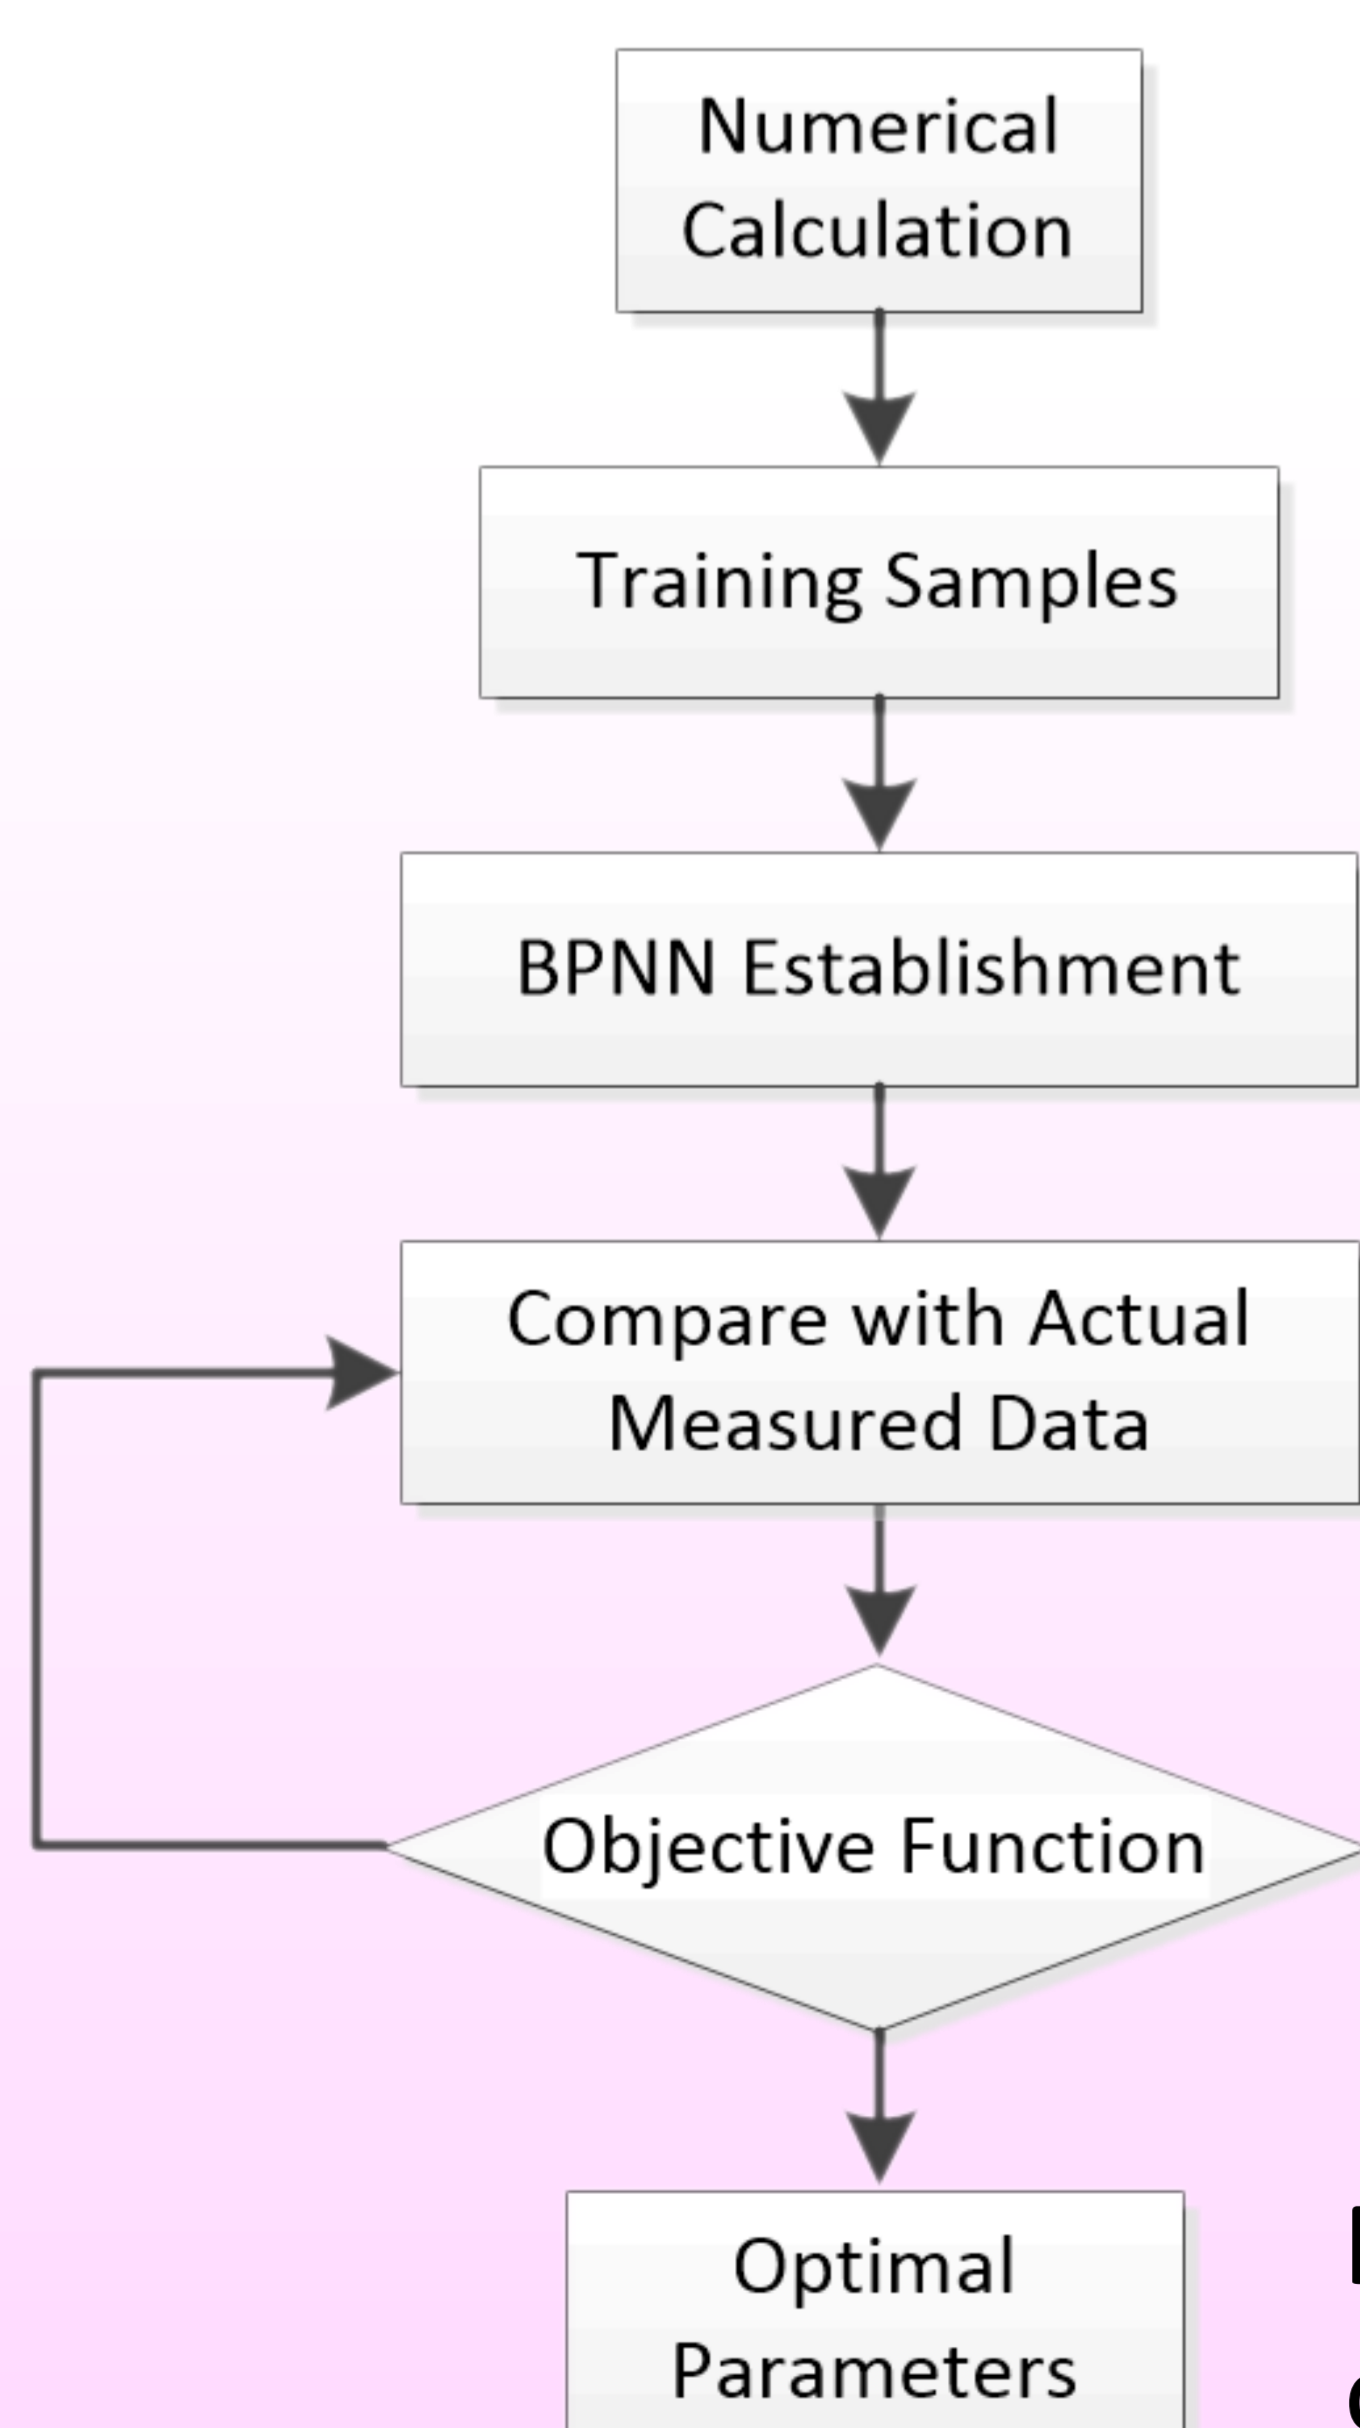 Numerical
Calculation
Training Samples
BPNN Establishment
Compare with Actual
Measured Data
Objective Function
Optimal
Parameters